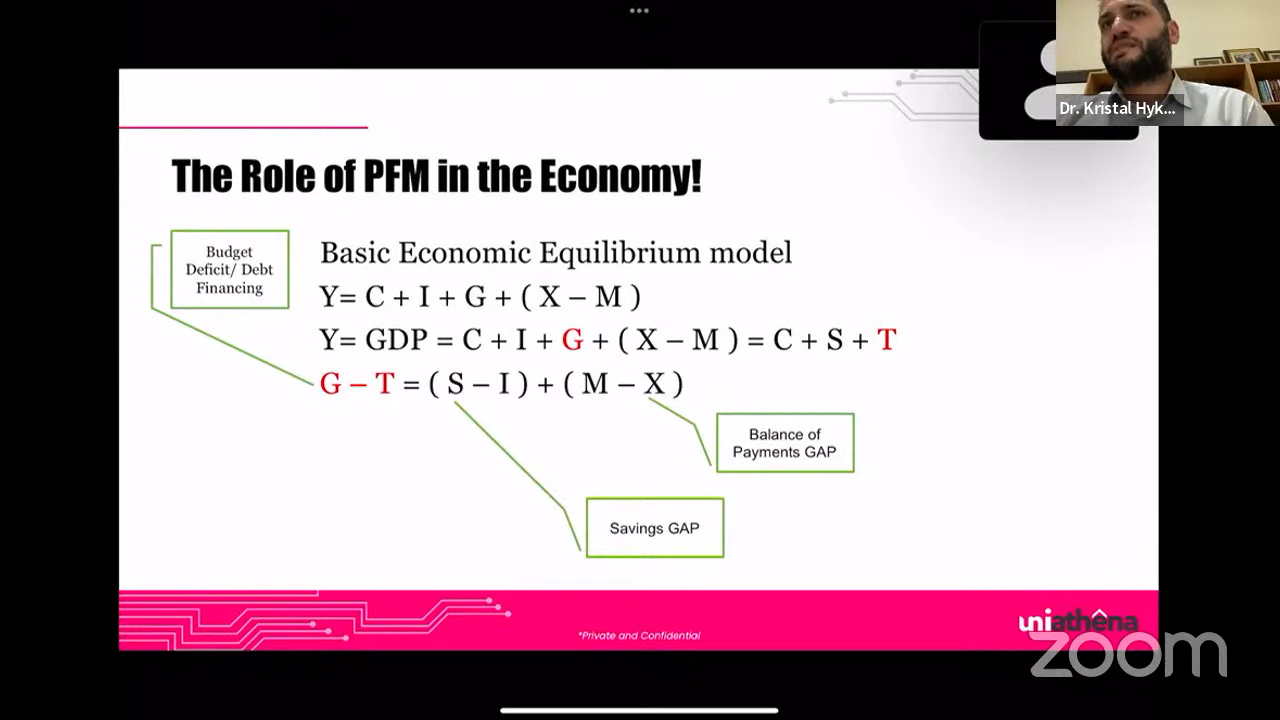 Dr. Kristal Hyk...
The Role of PFM in the Economy!
Budget
Deficit/ Debt
Financing
Basic Economic Equilibrium model
Y= C + I + G + ( X – M )
Y= GDP = C + I + G + ( X – M ) = C + S + T
G – T = ( S – I ) + ( M – X )
Balance of
Payments GAP
Savings GAP
*Private and Confidential
uniathena
zoom